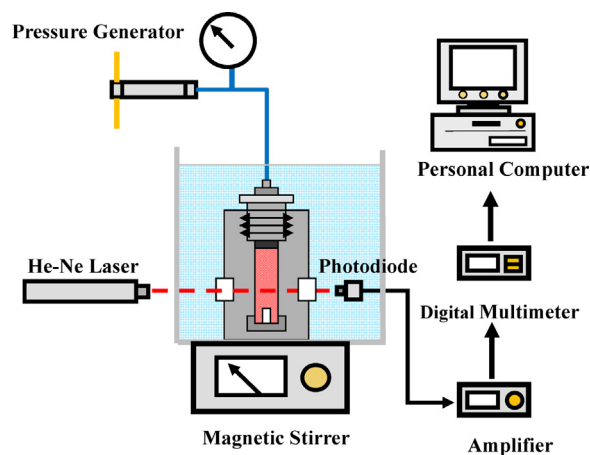 Pressure Generator
Personal Computer
He-Ne Laser
Photodiode
Digital Multimeter
Magnetic Stirrer
Amplifier